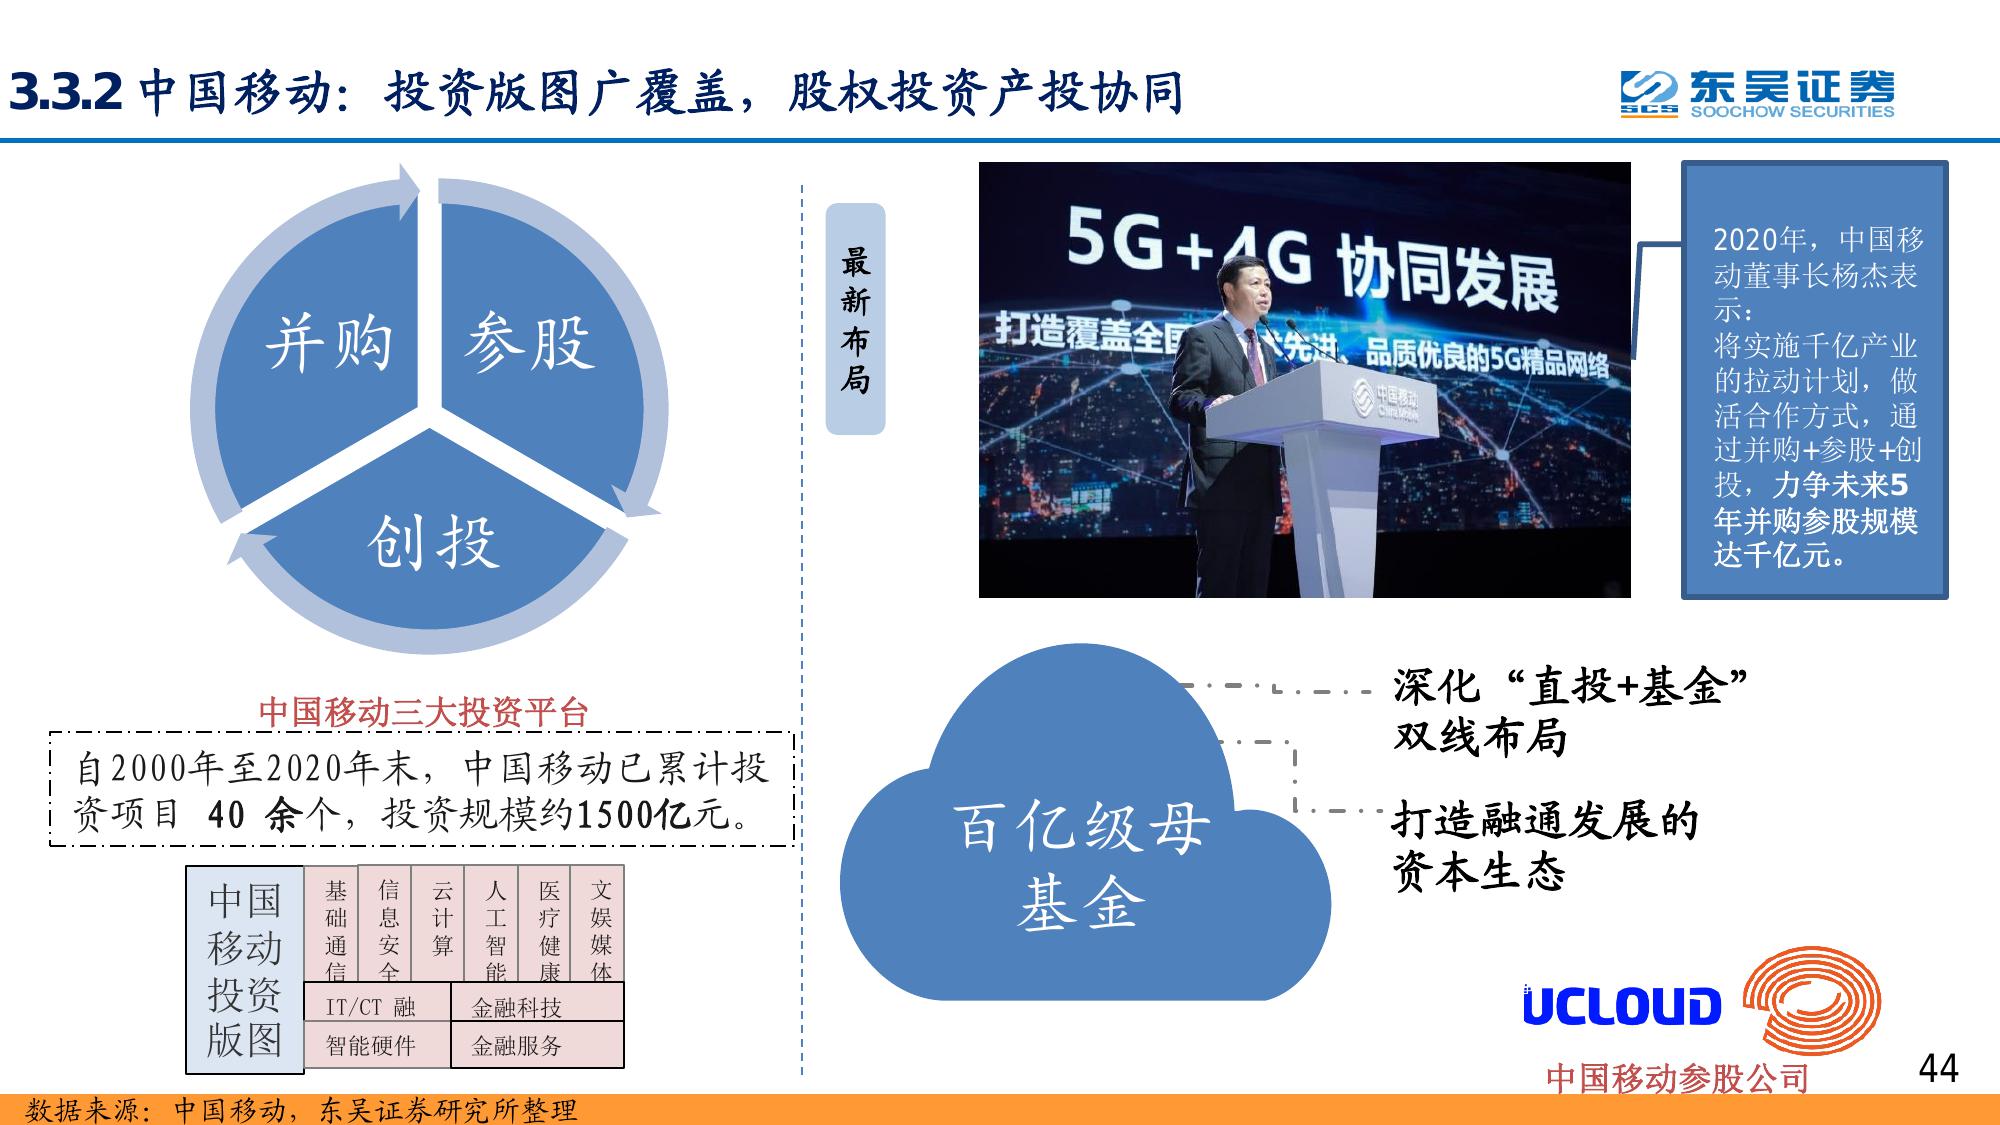 3.3.2 中国移动：投资版图广覆盖，股权投资产投协同
SCS
东吴证券
SOOCHOW SECURITIES
并购
参股
创投
中国移动三大投资平台
自2000年至2020年末，中国移动已累计投
资项目 40 余个，投资规模约1500亿元。
中国
移动
投资
版图
基础通信
信息安全
云计算
人工智能
医疗健康
文娱媒体
IT/CT 融
金融科技
智能硬件
金融服务
最
新
布
局
5G+4G 协同发展
打造覆盖全国
先进、品质优良的5G精品网络
中国移动
China Mobile
2020年，中国移
动董事长杨杰表
示：
将实施千亿产业
的拉动计划，做
活合作方式，通
过并购+参股+创
投，力争未来5
年并购参股规模
达千亿元。
百亿级母
基金
深化“直投+基金”
双线布局
打造融通发展的
资本生态
UCLOUD
中国移动参股公司
44
数据来源：中国移动，东吴证券研究所整理